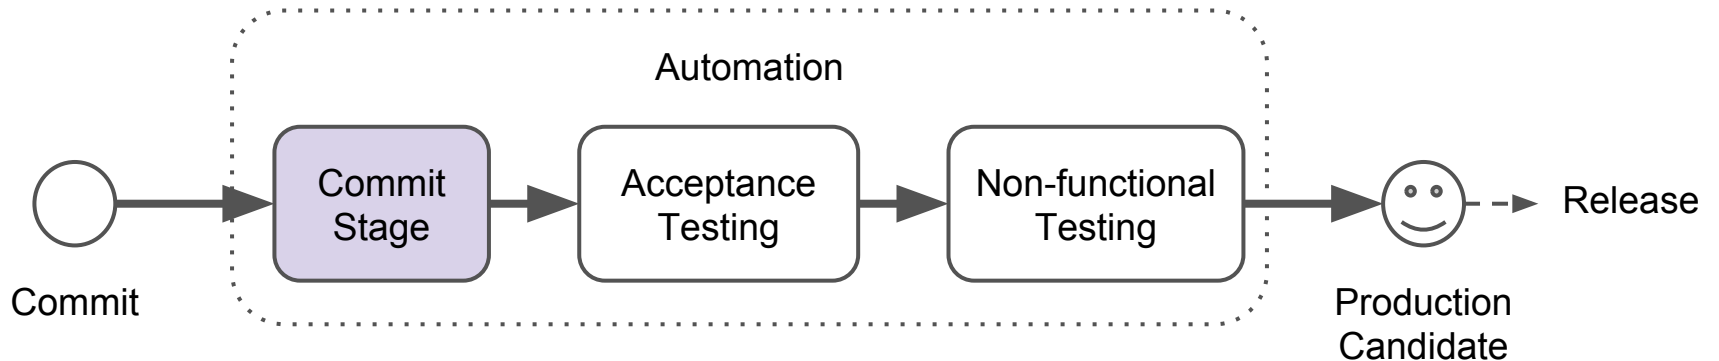 Automation
Commit
Stage
Acceptance
Testing
Non-functional
Testing
Release
Commit
Production
Candidate